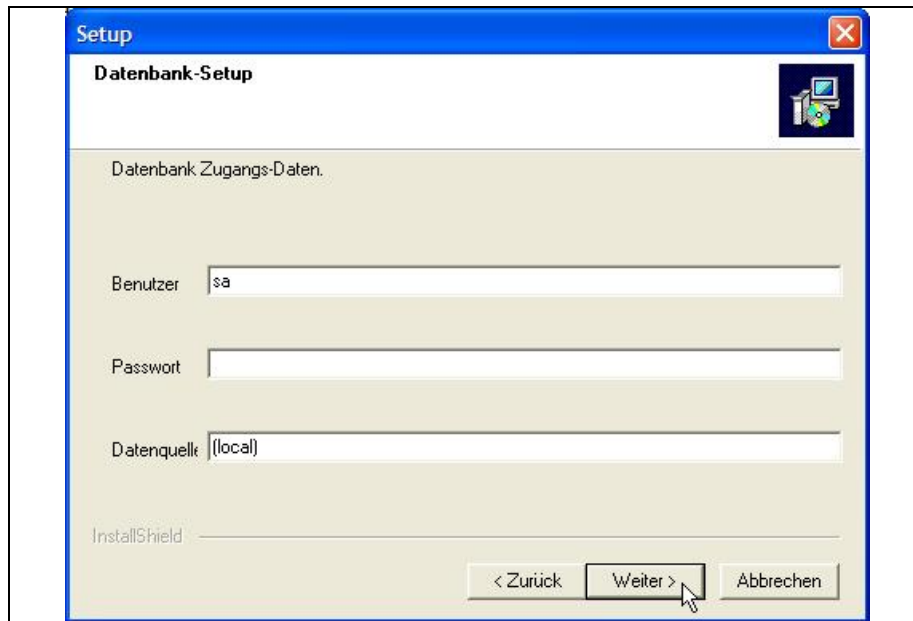 Setup
Datenbank-Setup
Datenbank Zugangs-Daten.
Benutzer sa
Passwort
Datenquelle (local)
InstallShield
< Zurück Weiter > Abbrechen